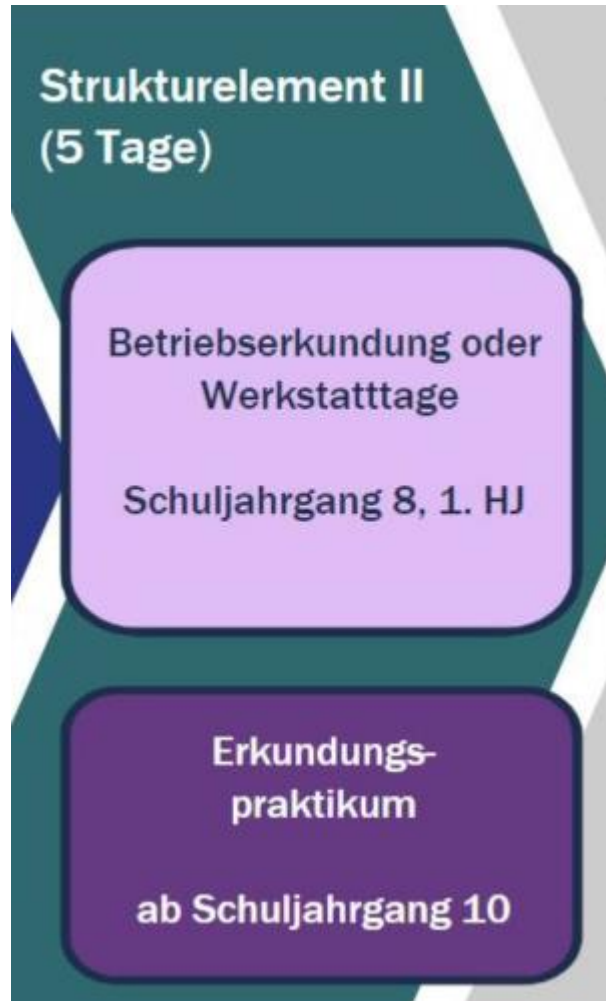 Strukturelement II
(5 Tage)
Betriebserkundung oder
Werkstatttage
Schuljahrgang 8, 1. HJ
Erkundungs-
praktikum
ab Schuljahrgang 10